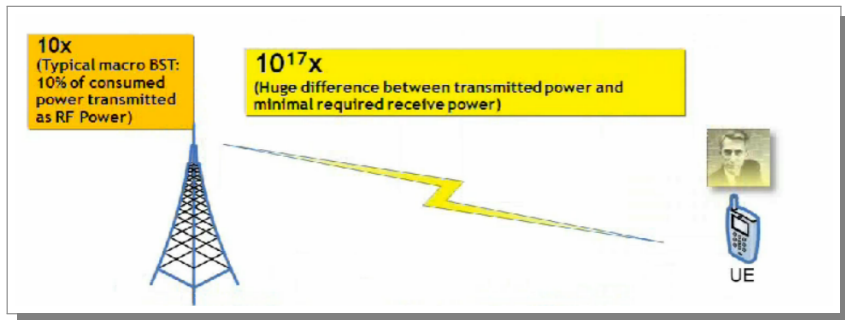 10x
(Typical macro BST:
10% of consumed
power transmitted
as RF Power)
10¹⁷x
(Huge difference between transmitted power and
minimal required receive power)
UE